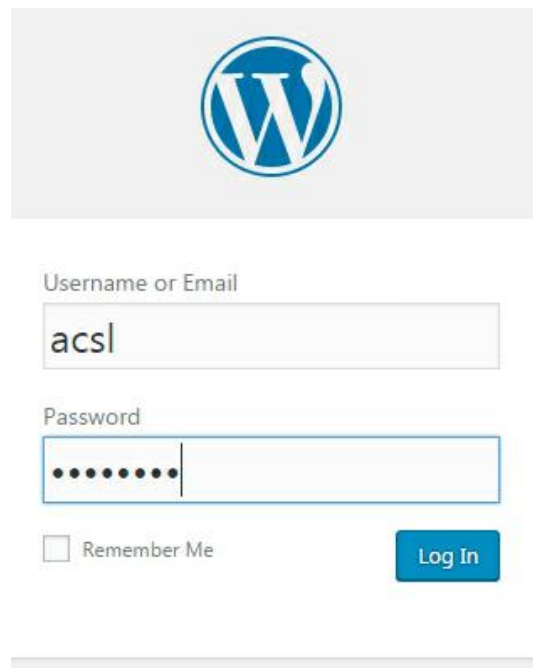 Username or Email
acsl
Password
••••••••
Remember Me
Log In